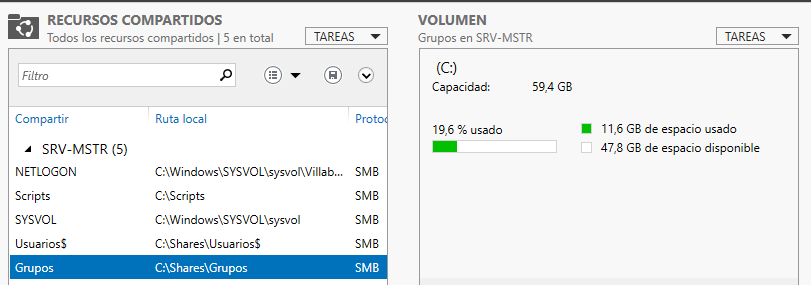 RECURSOS COMPARTIDOS
Todos los recursos compartidos | 5 en total
TAREAS
Filtro
Compartir Ruta local Protoc
SRV-MSTR (5)
NETLOGON C:\Windows\SYSVOL\sysvol\Villab... SMB
Scripts C:\Scripts SMB
SYSVOL C:\Windows\SYSVOL\sysvol SMB
Usuarios$ C:\Shares\Usuarios$ SMB
Grupos C:\Shares\Grupos SMB
VOLUMEN
Grupos en SRV-MSTR
TAREAS
(C:)
Capacidad: 59,4 GB
19,6 % usado
11,6 GB de espacio usado
47,8 GB de espacio disponible